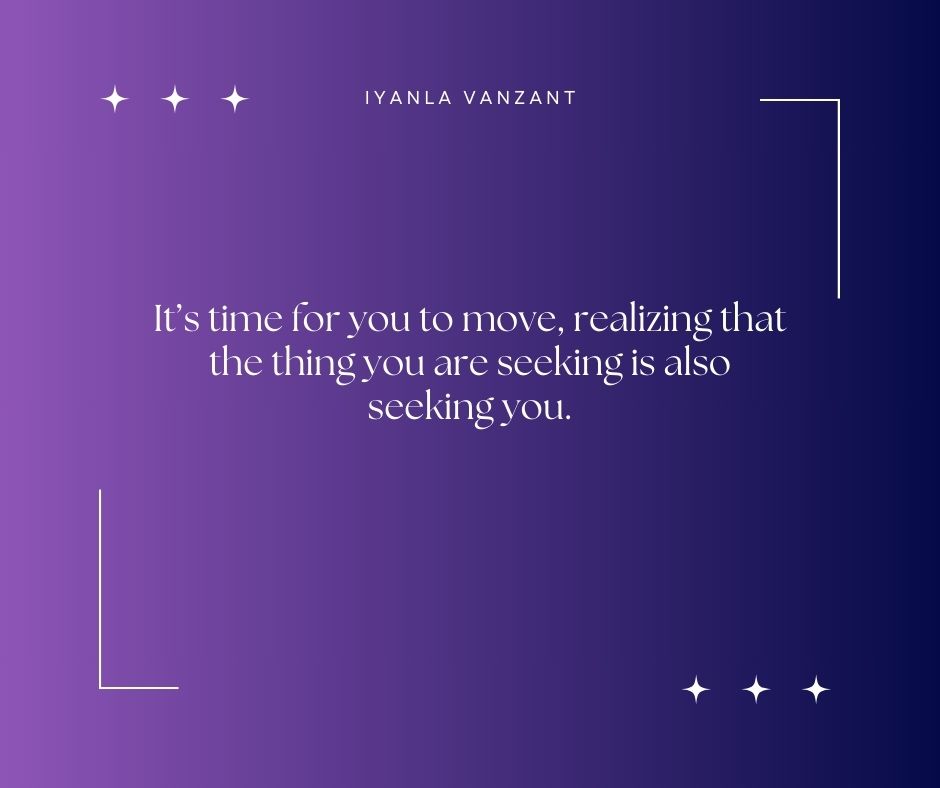 IYANLA VANZANT
It’s time for you to move, realizing that
the thing you are seeking is also
seeking you.